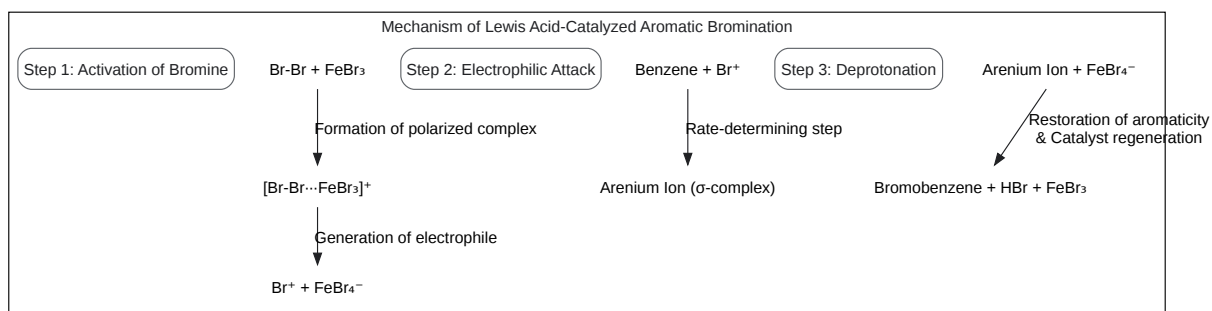 Mechanism of Lewis Acid-Catalyzed Aromatic Bromination
Step 1: Activation of Bromine
Br-Br + FeBr₃
Formation of polarized complex
[Br-Br···FeBr₃]⁺
Generation of electrophile
Br⁺ + FeBr₄⁻
Step 2: Electrophilic Attack
Benzene + Br⁺
Rate-determining step
Arenium Ion (σ-complex)
Step 3: Deprotonation
Arenium Ion + FeBr₄⁻
Restoration of aromaticity
& Catalyst regeneration
Bromobenzene + HBr + FeBr₃